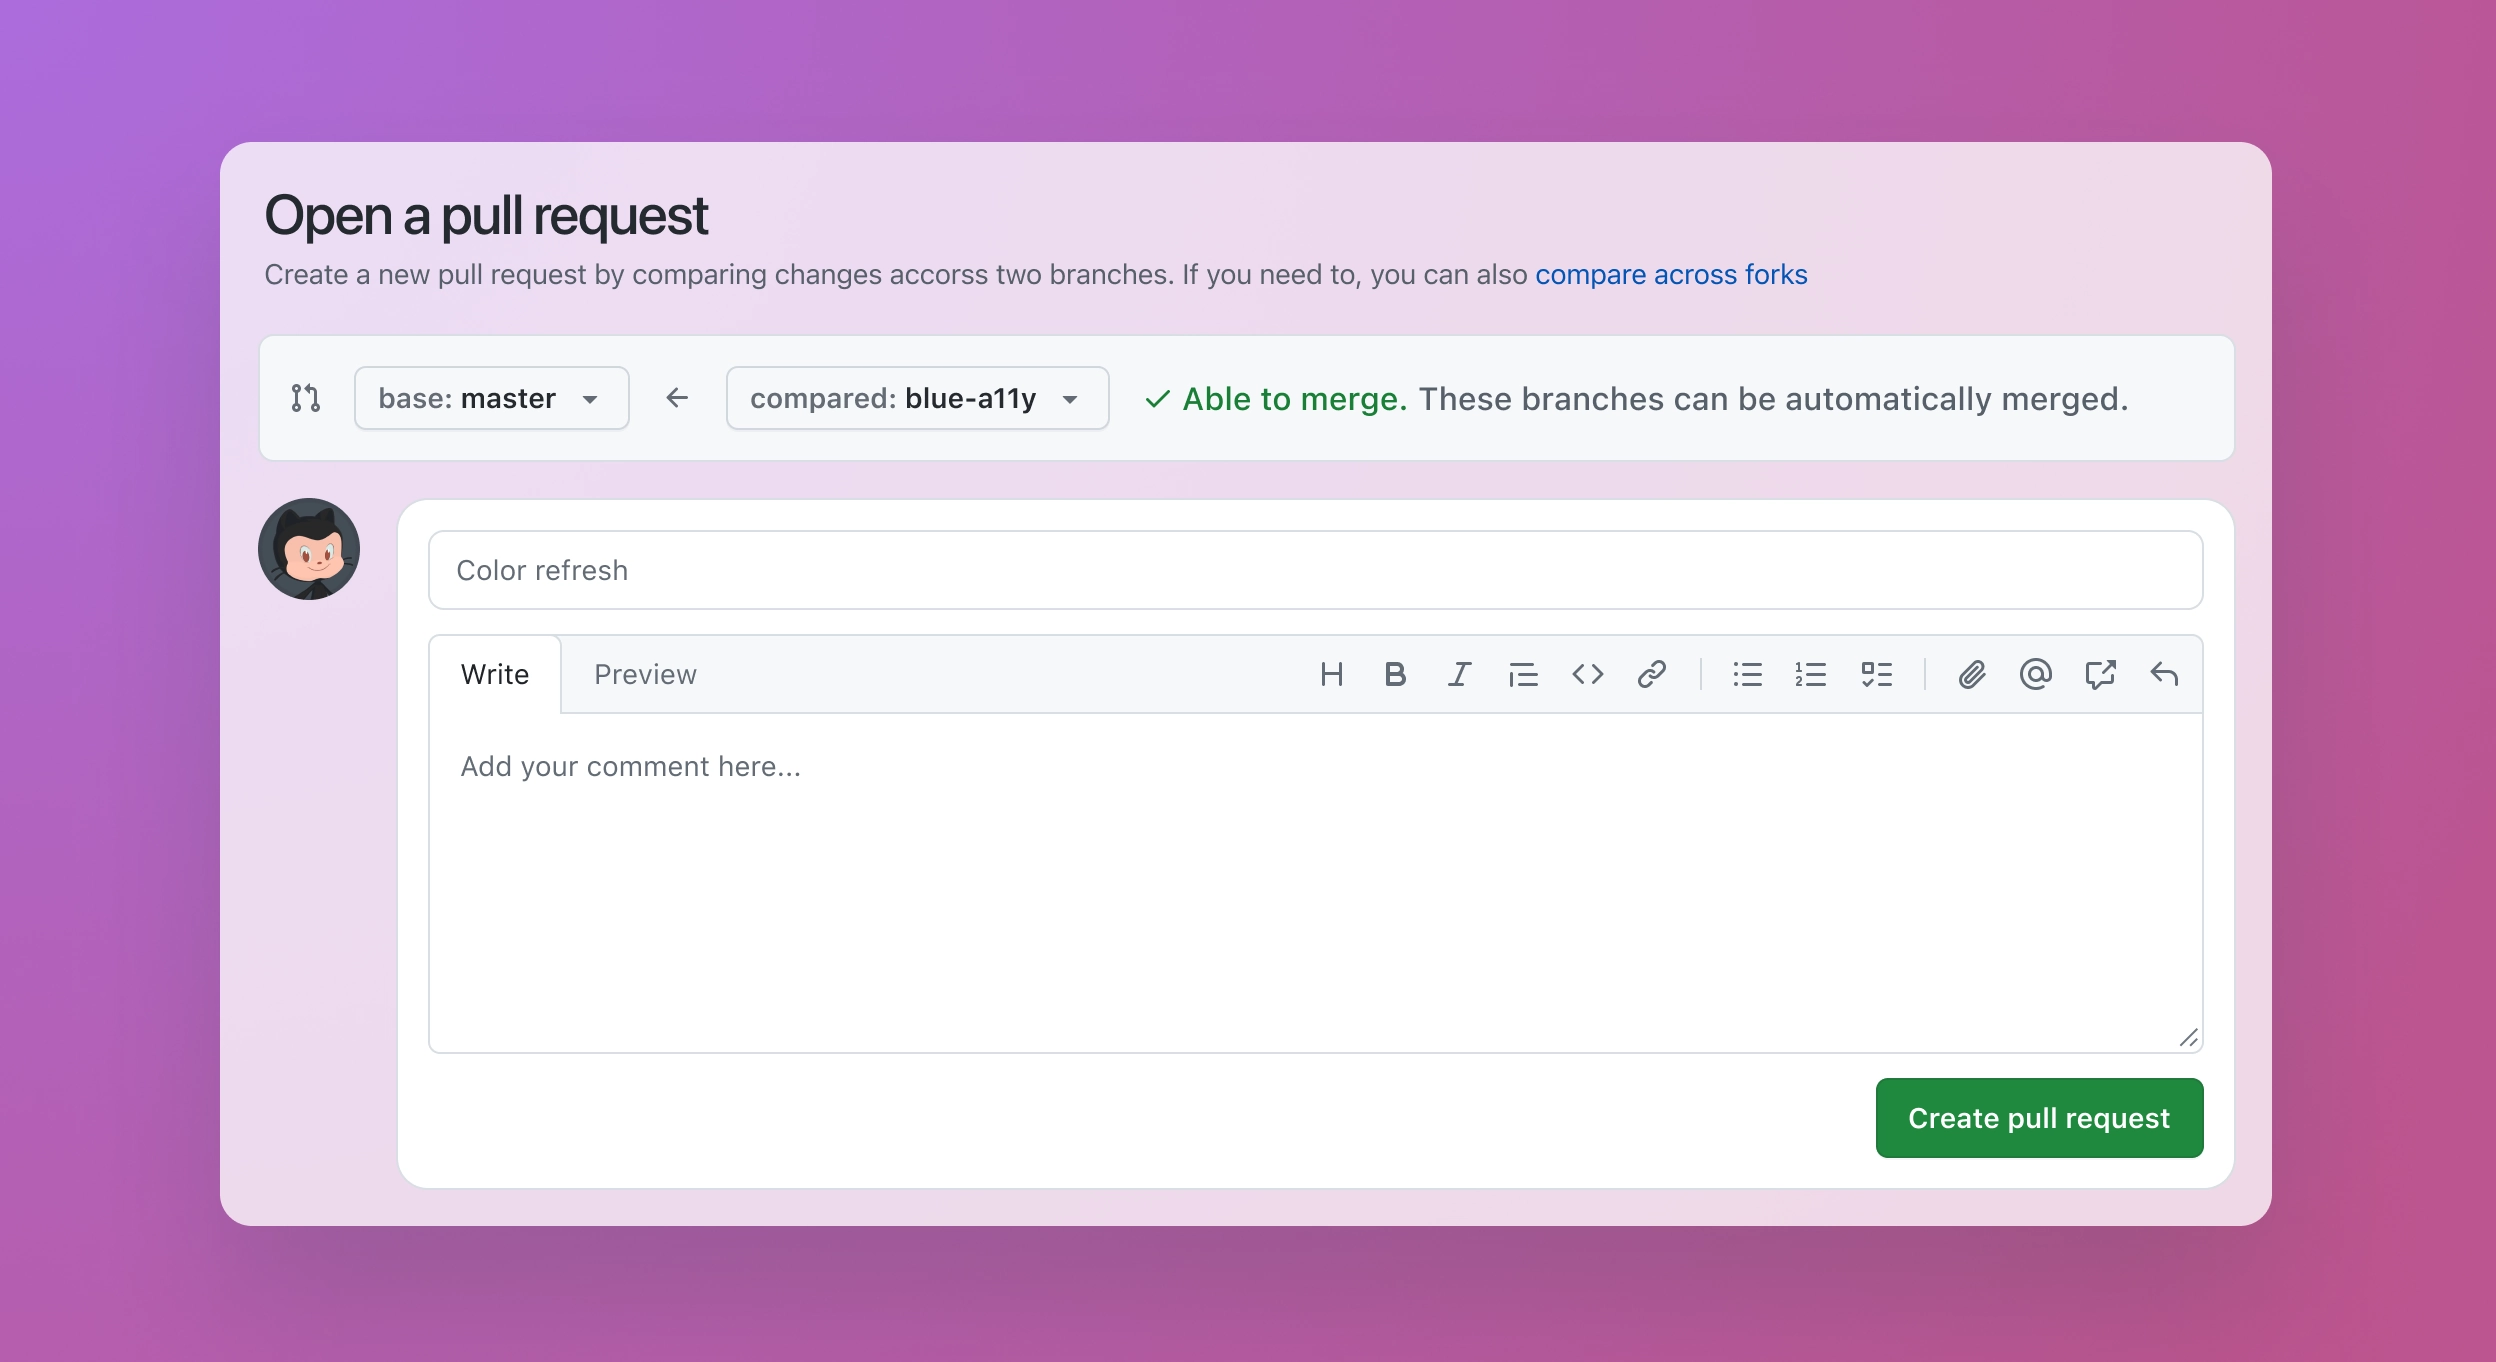 Open a pull request
Create a new pull request by comparing changes accorss two branches. If you need to, you can also compare across forks
base: master compared: blue-a11y Able to merge. These branches can be automatically merged.
Color refresh
Write Preview
Add your comment here...
Create pull request